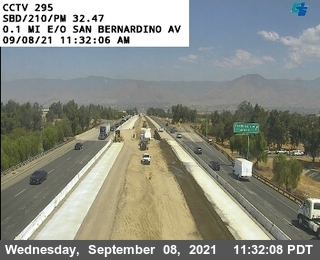 CCTV 295
SBD/210/PM 32.47
0.1 MI E/O SAN BERNARDINO AV
09/08/21 11:32:06 AM
Wednesday, September 08, 2021 11:32:08 PDT